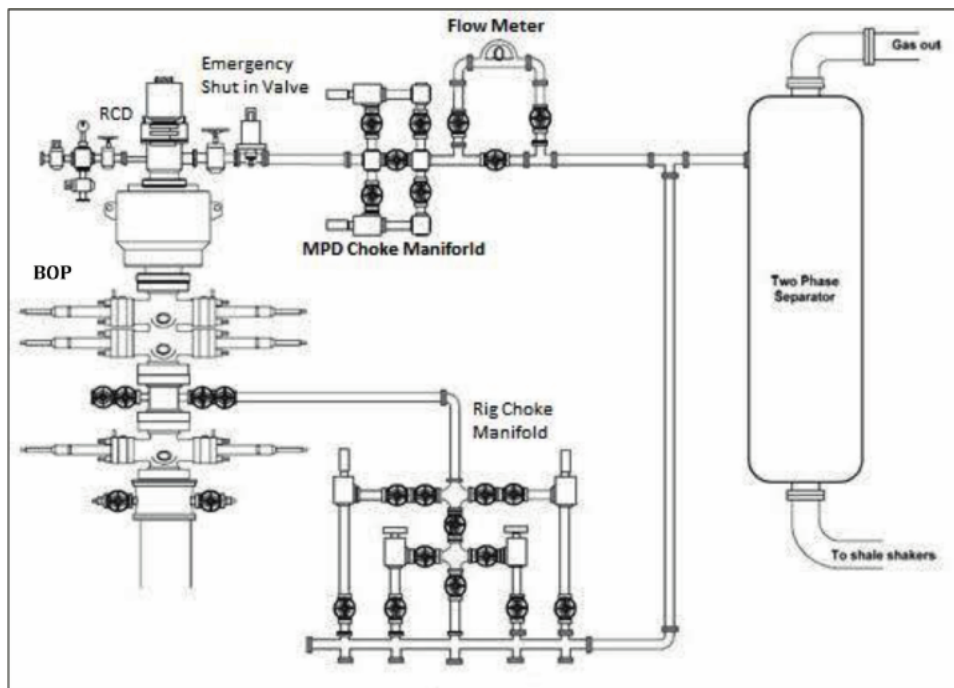 Flow Meter
Gas out
Emergency
Shut in Valve
RCD
MPD Choke Maniforld
BOP
Two Phase
Separator
Rig Choke
Manifold
To shale shakers